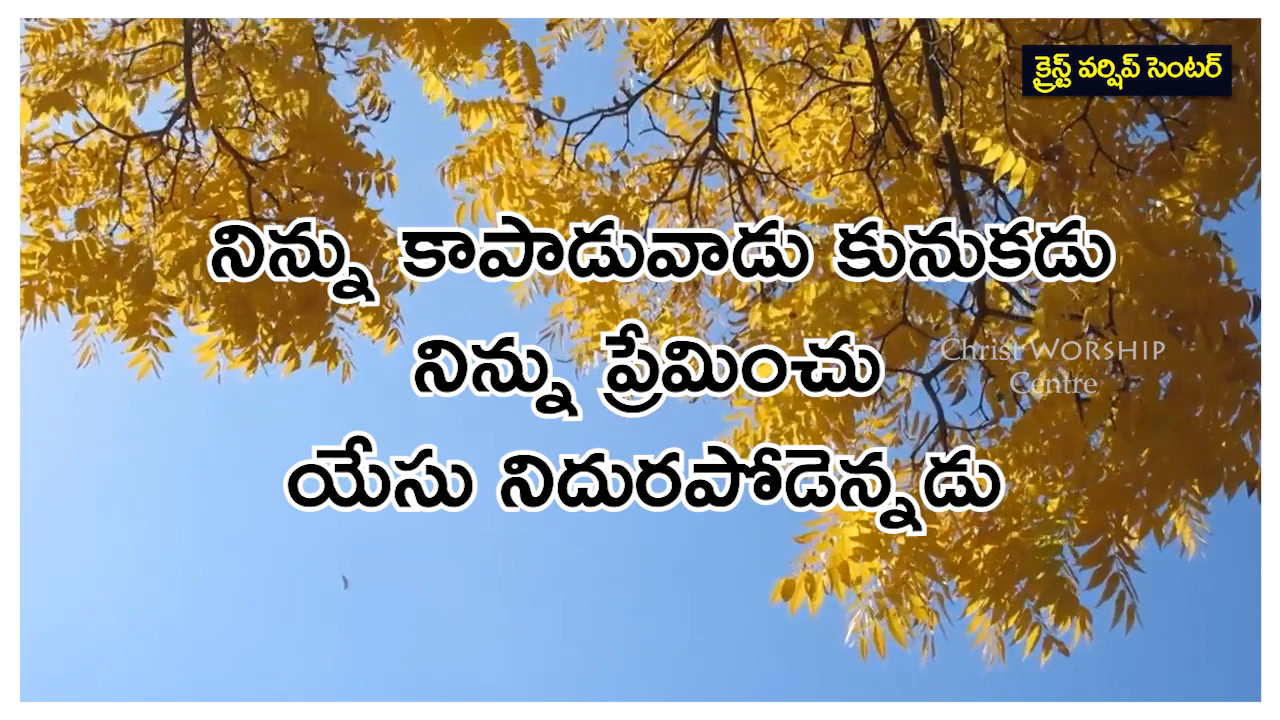 క్రైస్ట్ వర్షిప్ సెంటర్
నిన్ను కాపాడువాడు కునుకడు
నిన్ను ప్రేమించు
Christ WORSHIP
Centre
యేసు నిదురపోడెన్నడు